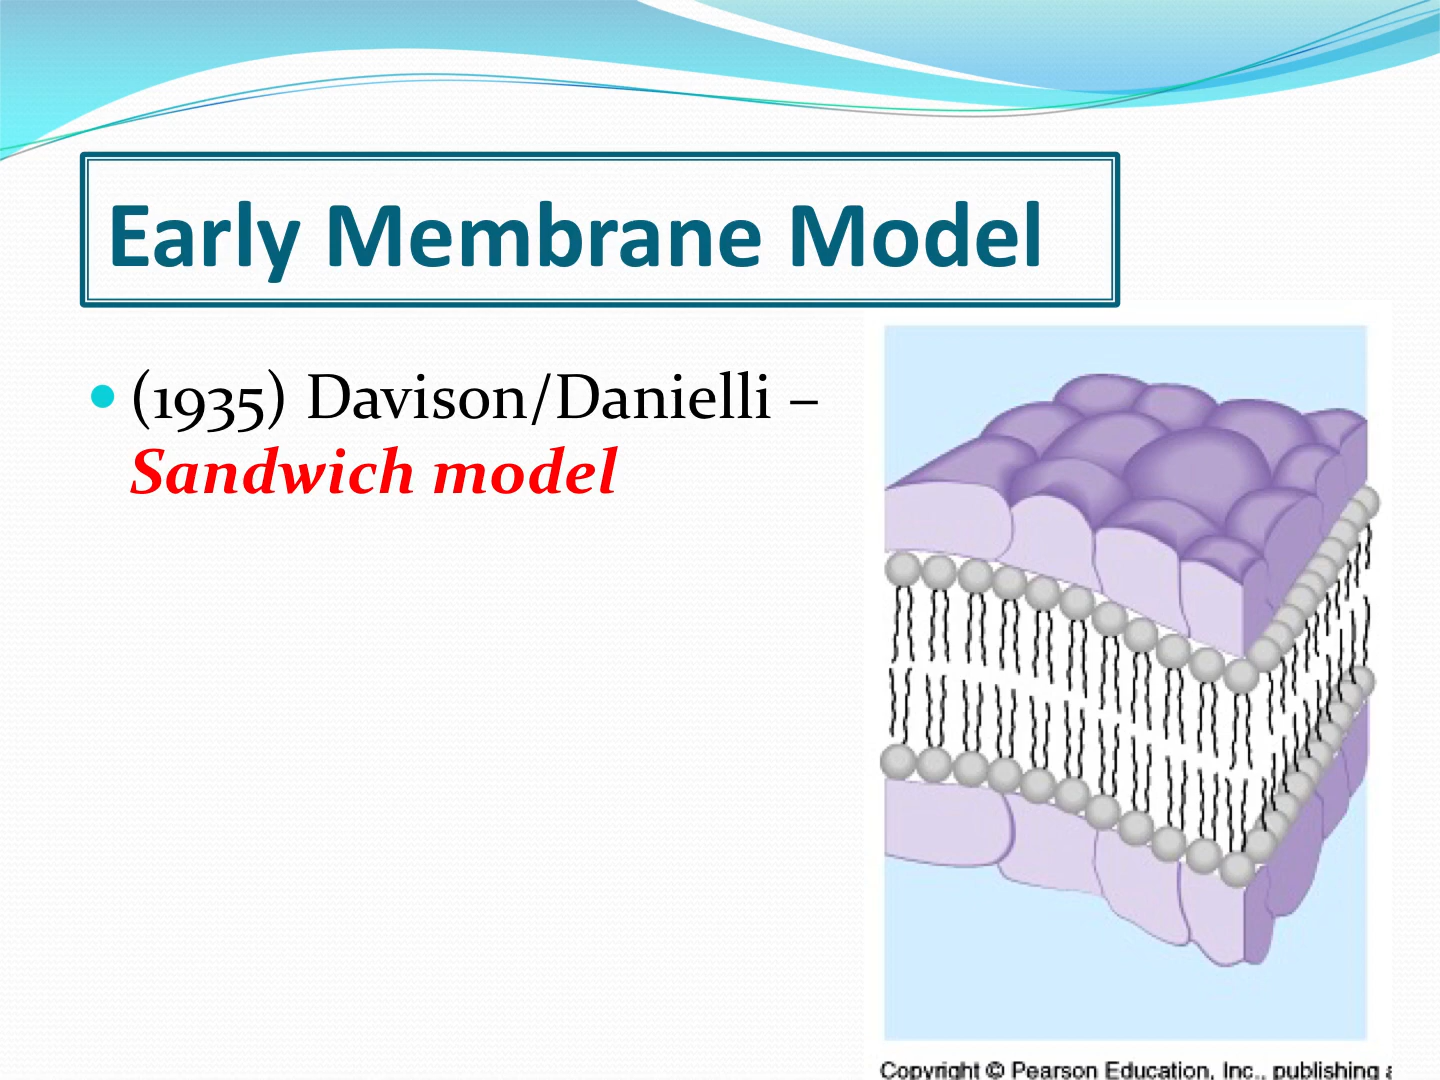 Early Membrane Model
• (1935) Davison/Danielli –
Sandwich model
Copyright © Pearson Education, Inc., publishing a